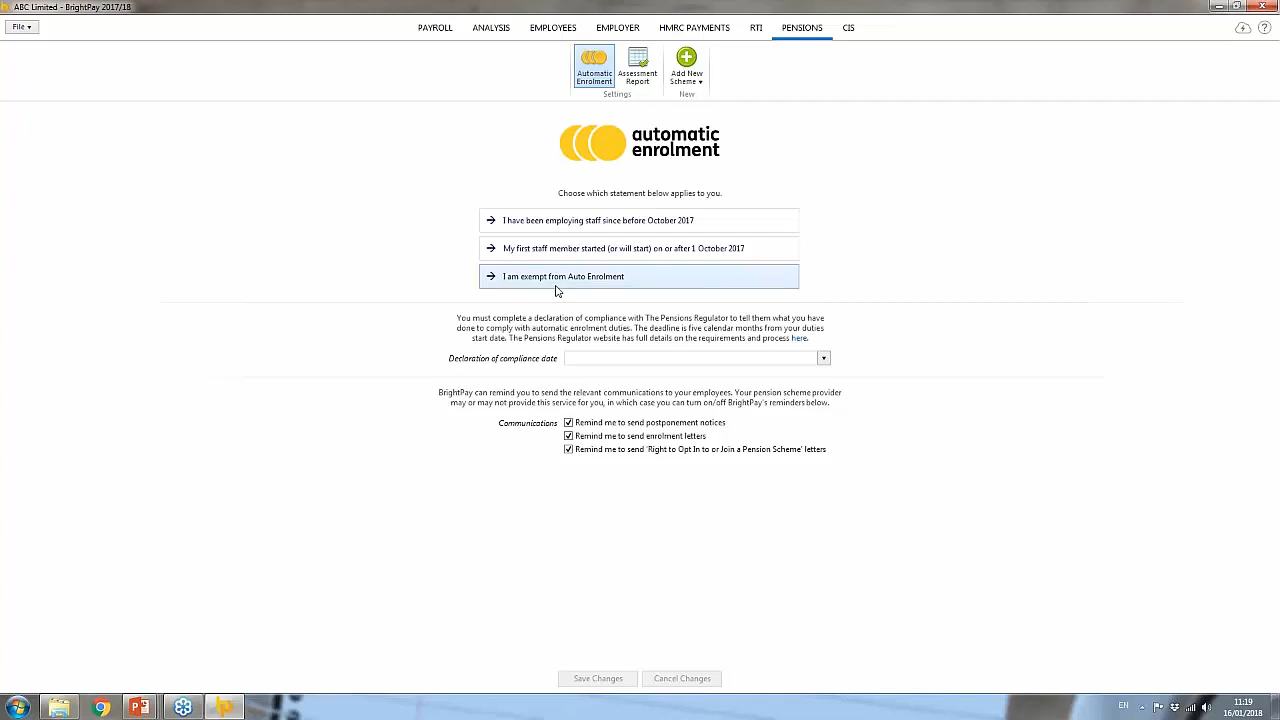 ABC Limited - BrightPay 2017/18
File
PAYROLL ANALYSIS EMPLOYEES EMPLOYER HMRC PAYMENTS RTI PENSIONS CIS
Automatic Enrolment
Assessment Report
Add New Scheme
Settings New
automatic
enrolment
Choose which statement below applies to you.
I have been employing staff since before October 2017
My first staff member started (or will start) on or after 1 October 2017
I am exempt from Auto Enrolment
You must complete a declaration of compliance with The Pensions Regulator to tell them what you have
done to comply with automatic enrolment duties. The deadline is five calendar months from your duties
start date. The Pensions Regulator website has full details on the requirements and process here.
Declaration of compliance date
BrightPay can remind you to send the relevant communications to your employees. Your pension scheme provider
may or may not provide this service for you, in which case you can turn on/off BrightPay's reminders below.
Communications Remind me to send postponement notices
Remind me to send enrolment letters
Remind me to send 'Right to Opt In to or Join a Pension Scheme' letters
Save Changes Cancel Changes
EN 11:19
16/01/2018